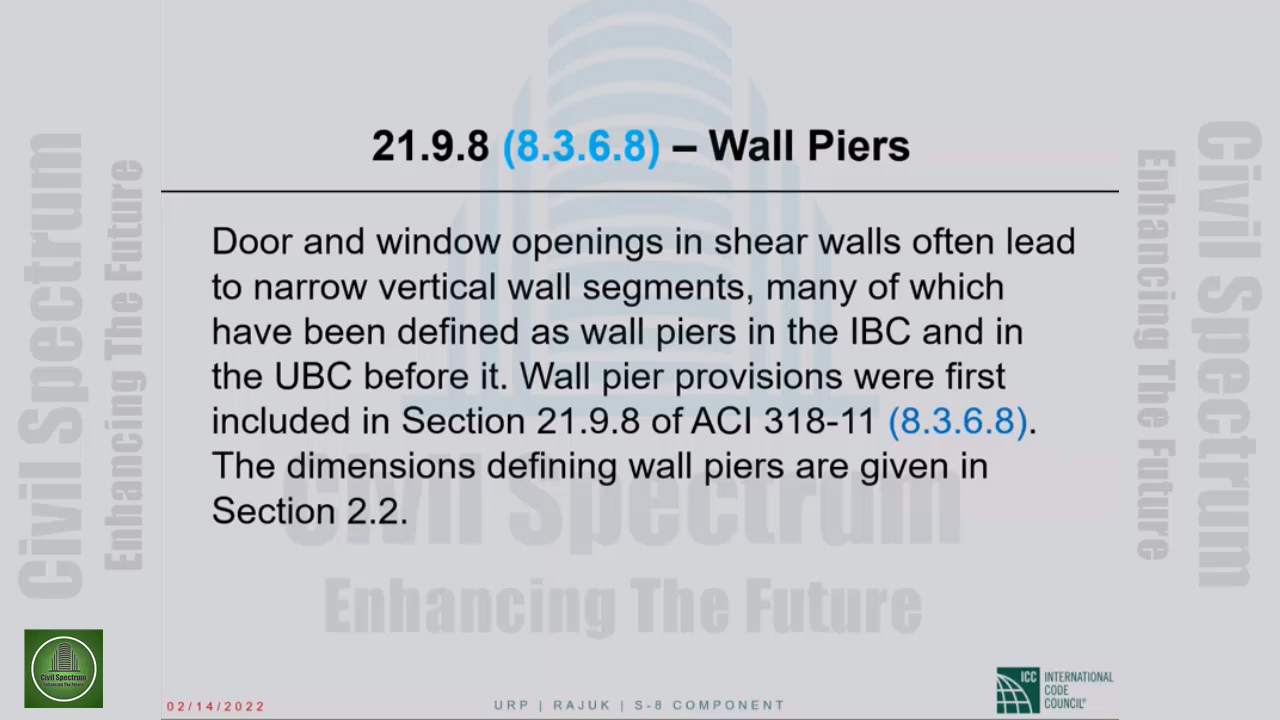 21.9.8 (8.3.6.8) – Wall Piers
Door and window openings in shear walls often lead
to narrow vertical wall segments, many of which
have been defined as wall piers in the IBC and in
the UBC before it. Wall pier provisions were first
included in Section 21.9.8 of ACI 318-11 (8.3.6.8).
The dimensions defining wall piers are given in
Section 2.2.
Civil Spectrum
Enhancing The Future
Civil Spectrum
Enhancing The Future
Civil Spectrum
Enhancing The Future
Civil Spectrum
Enhancing The Future
02/14/2022
URP | RAJUK | S-8 COMPONENT
ICC
INTERNATIONAL
CODE
COUNCIL®